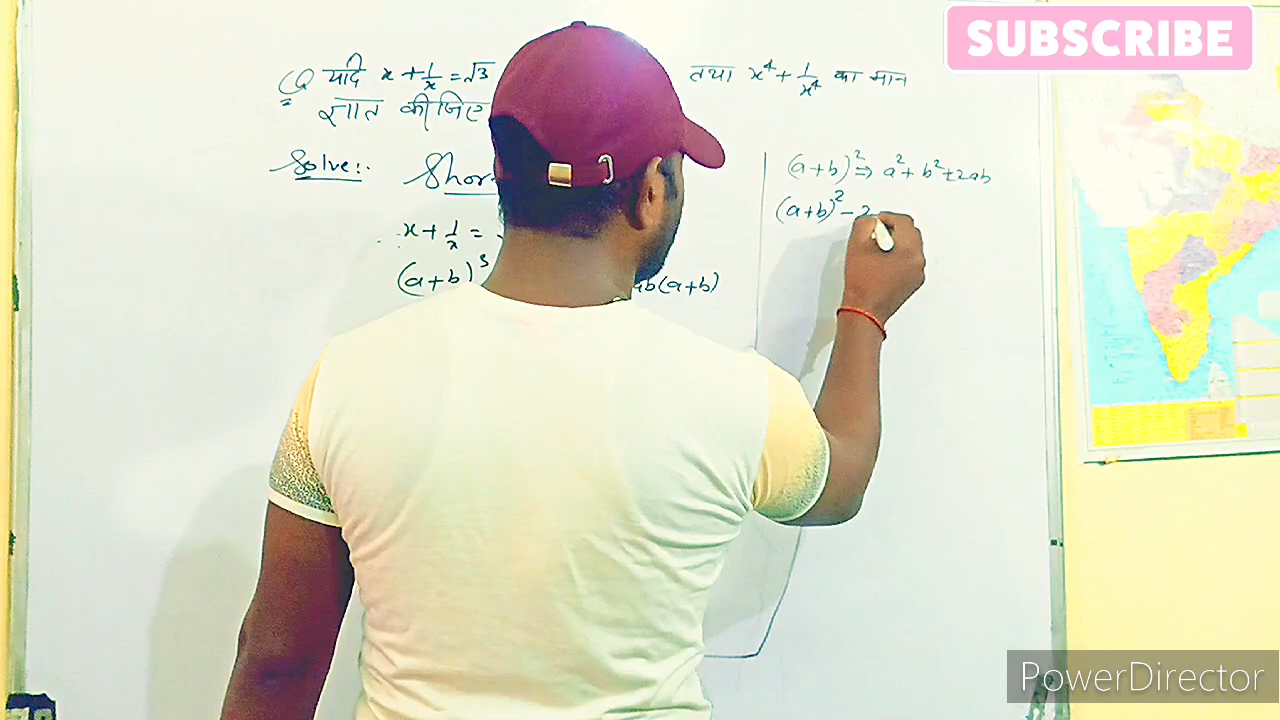 SUBSCRIBE
Q यदि x + 1/x = √3 तथा x⁴ + 1/x⁴ का मान
ज्ञात कीजिए
Solve:-
x + 1/x =
(a+b)³ ab(a+b)
(a+b)² ⇒ a² + b² + 2ab
(a+b)² - 2
PowerDirector